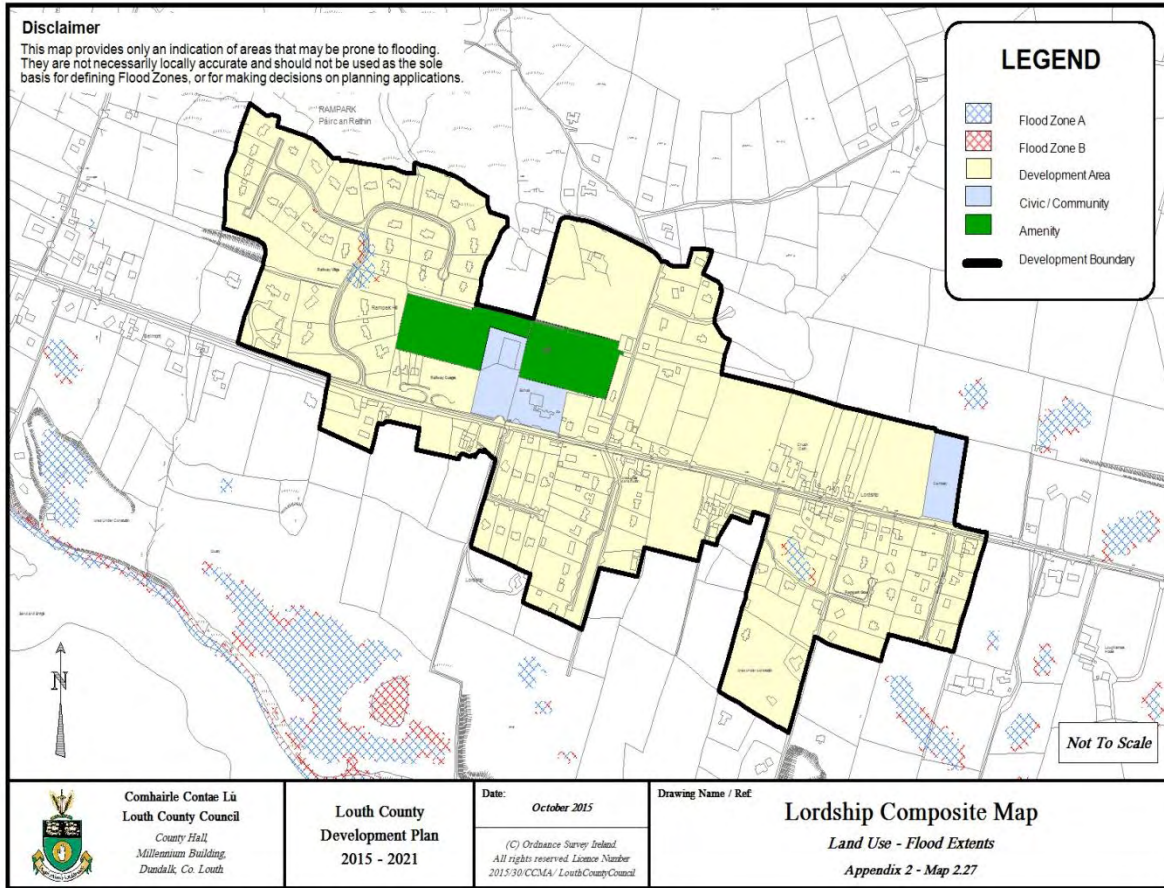 Disclaimer
This map provides only an indication of areas that may be prone to flooding.
They are not necessarily locally accurate and should not be used as the sole
basis for defining Flood Zones, or for making decisions on planning applications.
LEGEND
Flood Zone A
Flood Zone B
Development Area
Civic / Community
Amenity
Development Boundary
RAMPARK
Lordship
N
Not To Scale
Comhairle Contae Lú
Louth County Council
County Hall,
Millennium Building,
Dundalk, Co. Louth
Louth County
Development Plan
2015 - 2021
Date:
October 2015
(C) Ordnance Survey Ireland.
All rights reserved. Licence Number
2015/30/CCMA/ LouthCountyCouncil
Drawing Name / Ref:
Lordship Composite Map
Land Use - Flood Extents
Appendix 2 - Map 2.27